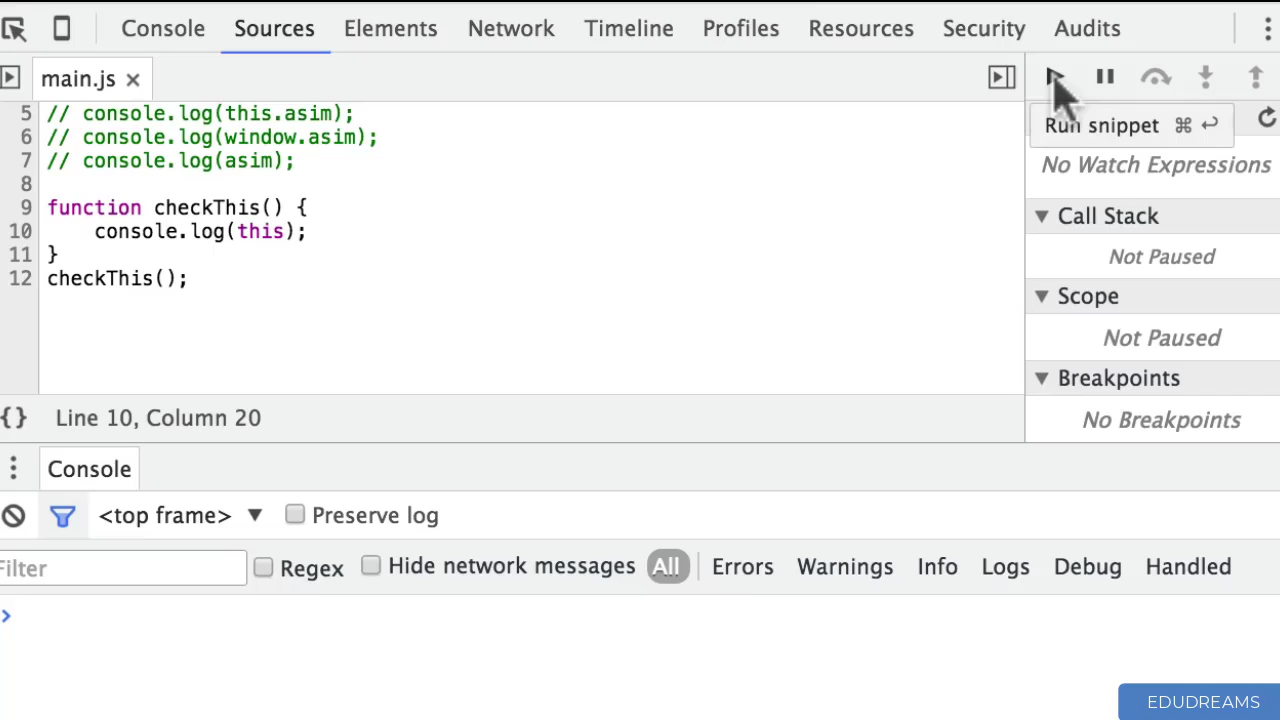 Console Sources Elements Network Timeline Profiles Resources Security Audits
main.js ×
5 // console.log(this.asim);
6 // console.log(window.asim);
7 // console.log(asim);
8
9 function checkThis() {
10 console.log(this);
11 }
12 checkThis();
Run snippet ⌘ ↩
No Watch Expressions
Call Stack
Not Paused
Scope
Not Paused
Breakpoints
No Breakpoints
{} Line 10, Column 20
Console
<top frame> ▼ Preserve log
Filter Regex Hide network messages All Errors Warnings Info Logs Debug Handled
>
EDUDREAMS